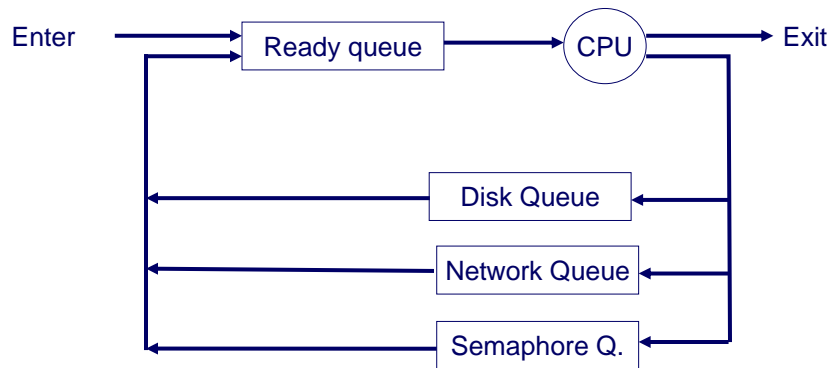 Enter
Ready queue
CPU
Exit
Disk Queue
Network Queue
Semaphore Q.